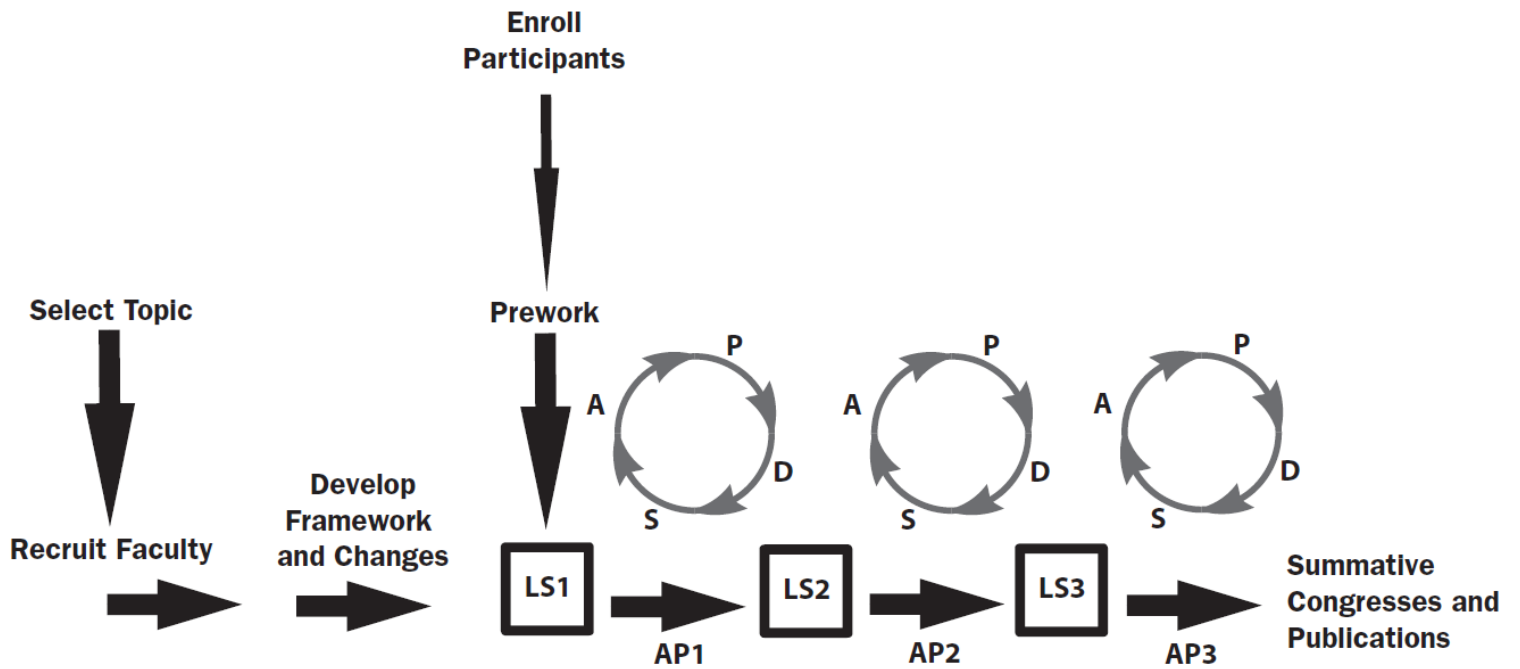 Enroll
Participants
Select Topic
Prework
P
A
D
S
P
A
D
S
P
A
D
S
Recruit Faculty
Develop
Framework
and Changes
LS1
AP1
LS2
AP2
LS3
AP3
Summative
Congresses and
Publications